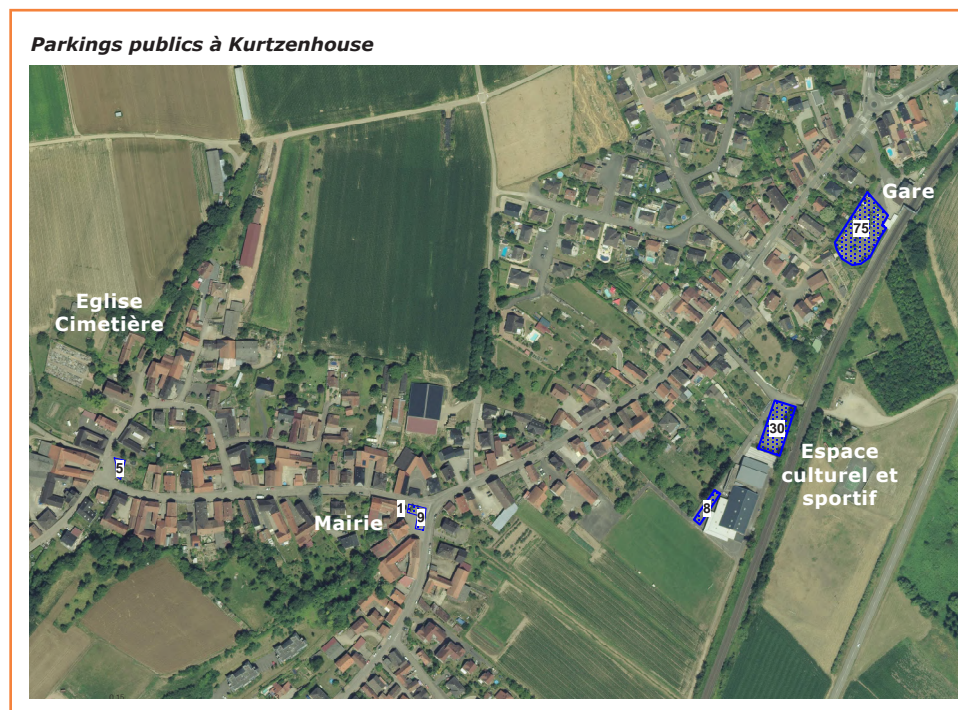 Parkings publics à Kurtzenhouse
Gare
75
Eglise
Cimetière
30
Espace
culturel et
sportif
5
8
1
9
Mairie